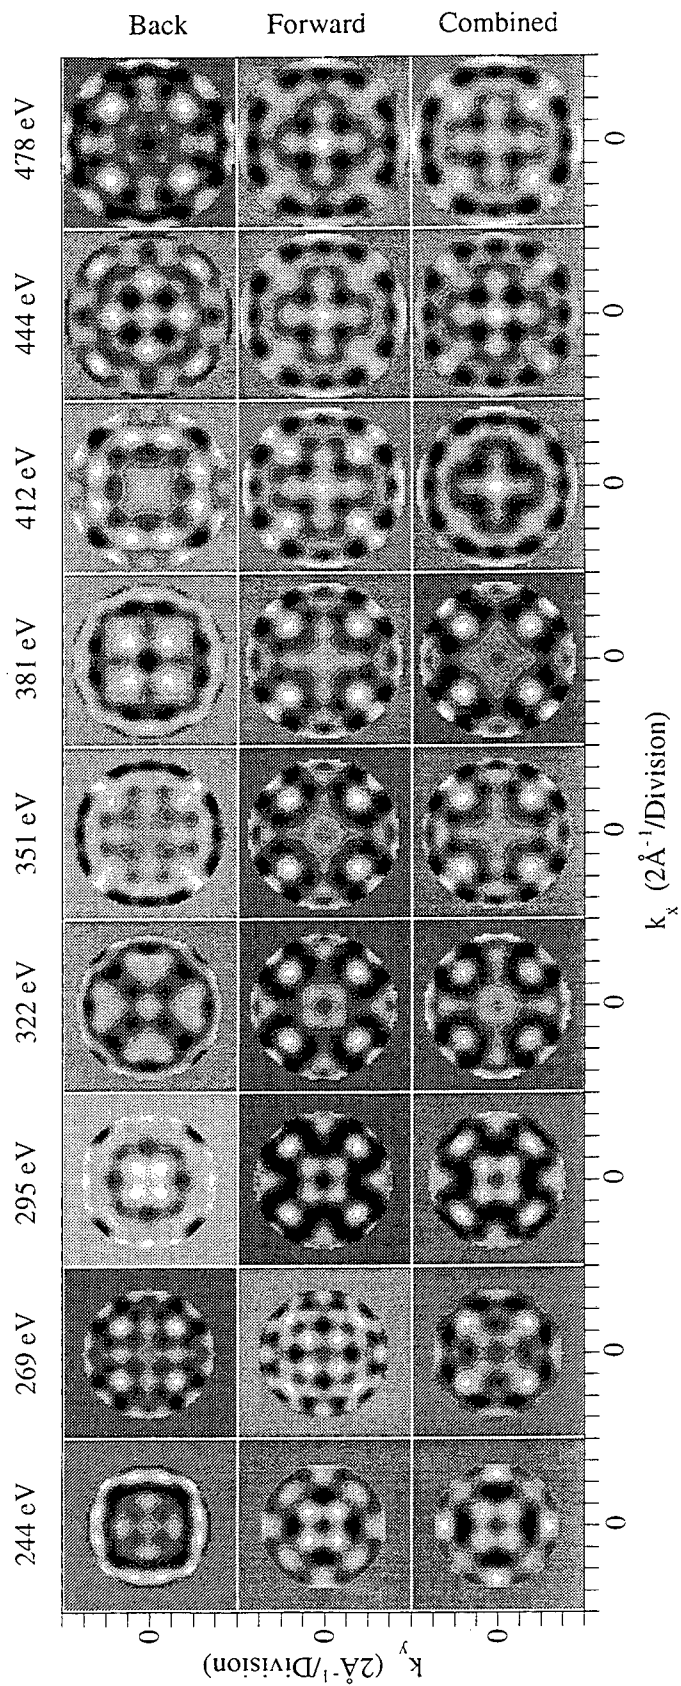 Back Forward Combined
478 eV
444 eV
412 eV
381 eV
351 eV
322 eV
295 eV
269 eV
244 eV
0 0 0 0 0 0 0 0 0
kₓ (2Å⁻¹/Division)
0 0 0
k_y (2Å⁻¹/Division)